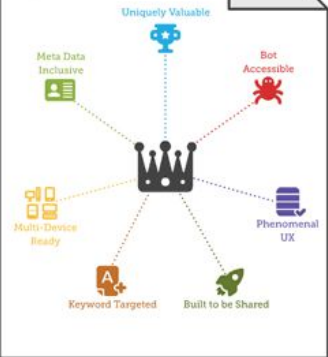 Uniquely Valuable
Meta Data
Inclusive
Bot
Accessible
Multi-Device
Ready
Phenomenal
UX
A
Keyword Targeted
Built to be Shared